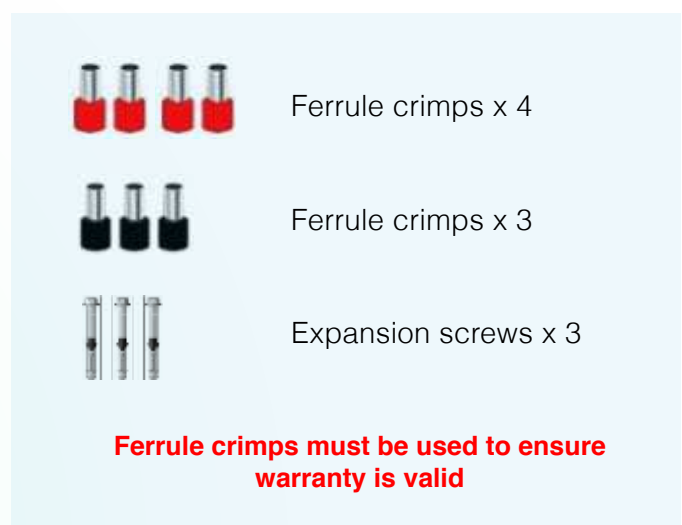 Ferrule crimps x 4
Ferrule crimps x 3
Expansion screws x 3
Ferrule crimps must be used to ensure
warranty is valid